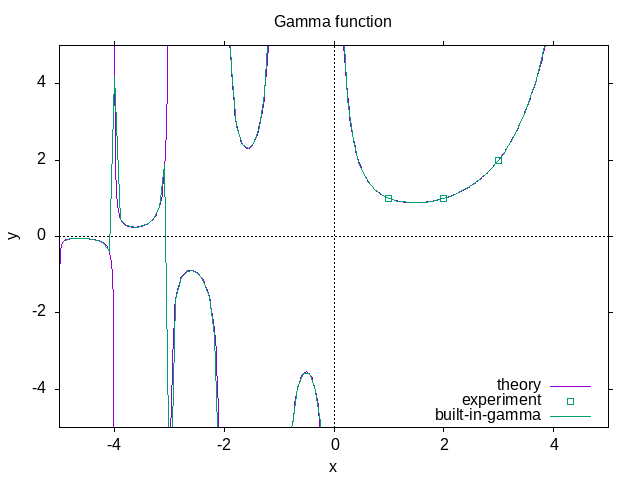 Gamma function
4
2
0
-2
-4
y
theory
experiment
built-in-gamma
-4
-2
0
2
4
x